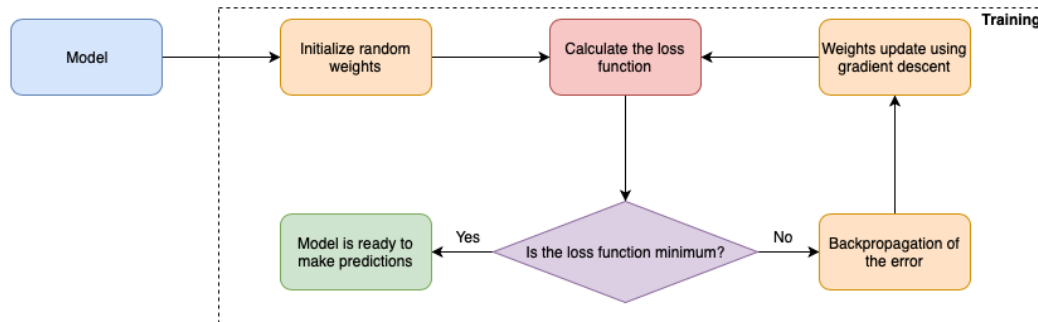 Training
Model
Initialize random
weights
Calculate the loss
function
Weights update using
gradient descent
Model is ready to
make predictions
Yes
Is the loss function minimum?
No
Backpropagation of
the error